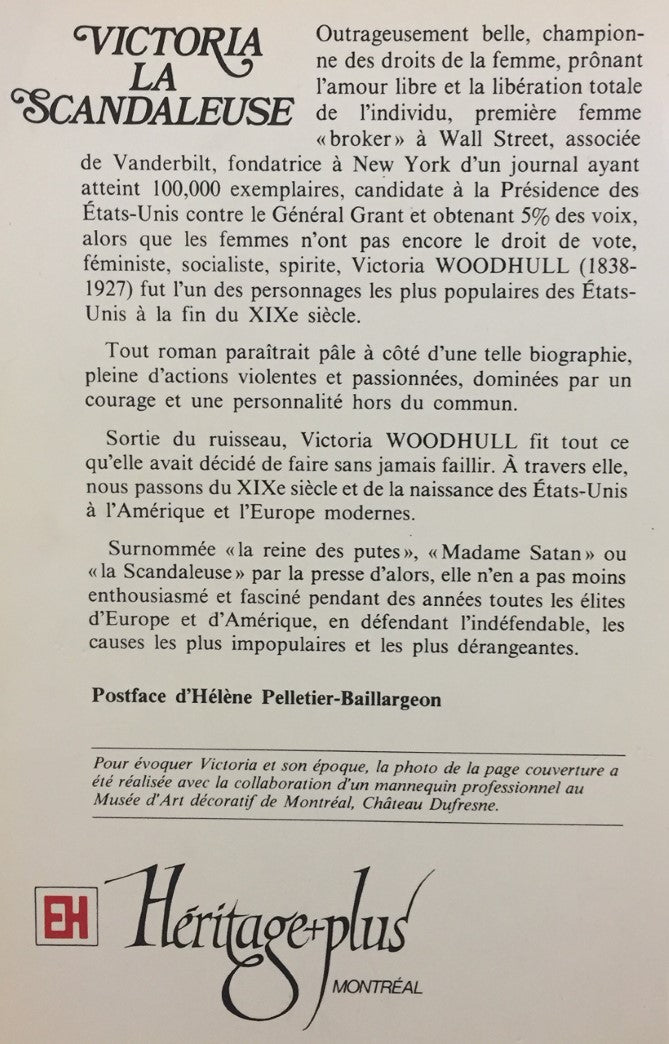 VICTORIA
LA
SCANDALEUSE
Outrageusement belle, champion-
ne des droits de la femme, prônant
l'amour libre et la libération totale
de l'individu, première femme
«broker» à Wall Street, associée
de Vanderbilt, fondatrice à New York d'un journal ayant
atteint 100,000 exemplaires, candidate à la Présidence des
États-Unis contre le Général Grant et obtenant 5% des voix,
alors que les femmes n'ont pas encore le droit de vote,
féministe, socialiste, spirite, Victoria WOODHULL (1838-
1927) fut l'un des personnages les plus populaires des États-
Unis à la fin du XIXe siècle.
Tout roman paraîtrait pâle à côté d'une telle biographie,
pleine d'actions violentes et passionnées, dominées par un
courage et une personnalité hors du commun.
Sortie du ruisseau, Victoria WOODHULL fit tout ce
qu'elle avait décidé de faire sans jamais faillir. À travers elle,
nous passons du XIXe siècle et de la naissance des États-Unis
à l'Amérique et l'Europe modernes.
Surnommée «la reine des putes», «Madame Satan» ou
«la Scandaleuse» par la presse d'alors, elle n'en a pas moins
enthousiasmé et fasciné pendant des années toutes les élites
d'Europe et d'Amérique, en défendant l'indéfendable, les
causes les plus impopulaires et les plus dérangeantes.
Postface d'Hélène Pelletier-Baillargeon
Pour évoquer Victoria et son époque, la photo de la page couverture a
été réalisée avec la collaboration d'un mannequin professionnel au
Musée d'Art décoratif de Montréal, Château Dufresne.
EH
Héritage+plus
MONTRÉAL